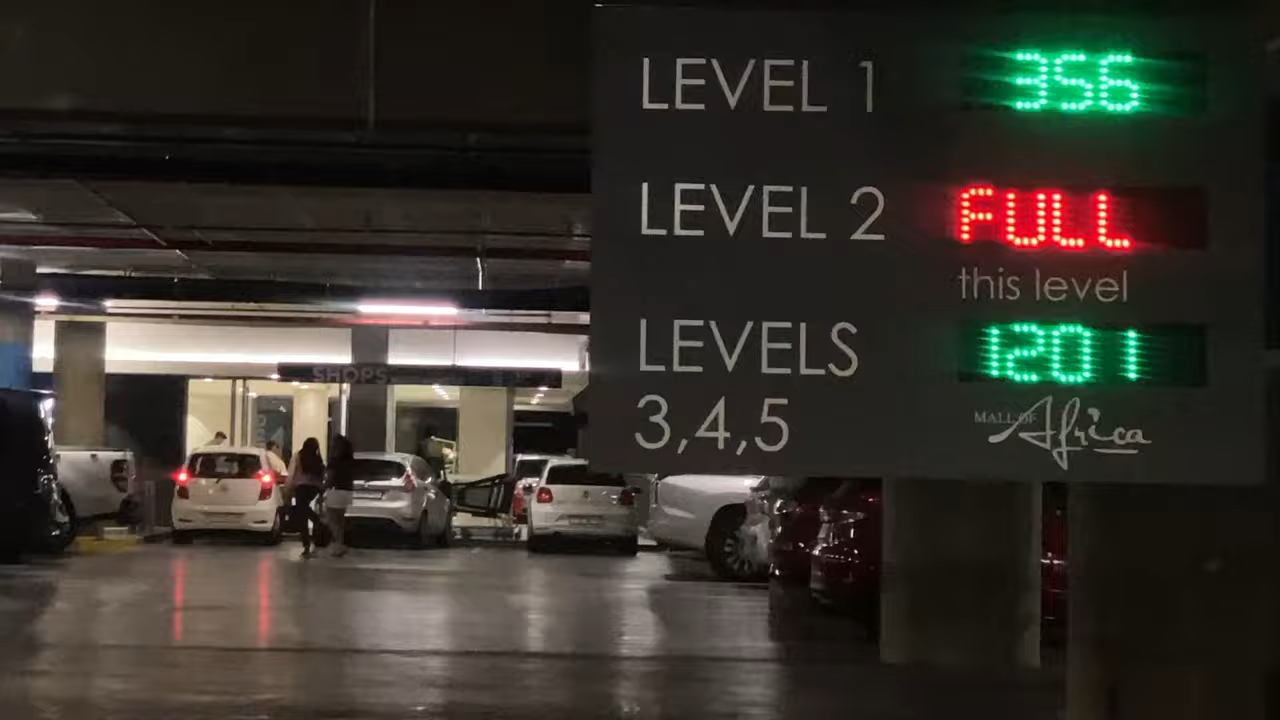 LEVEL 1 356
LEVEL 2 FULL
this level
LEVELS 1201
3,4,5
MALL OF Africa
SHOPS